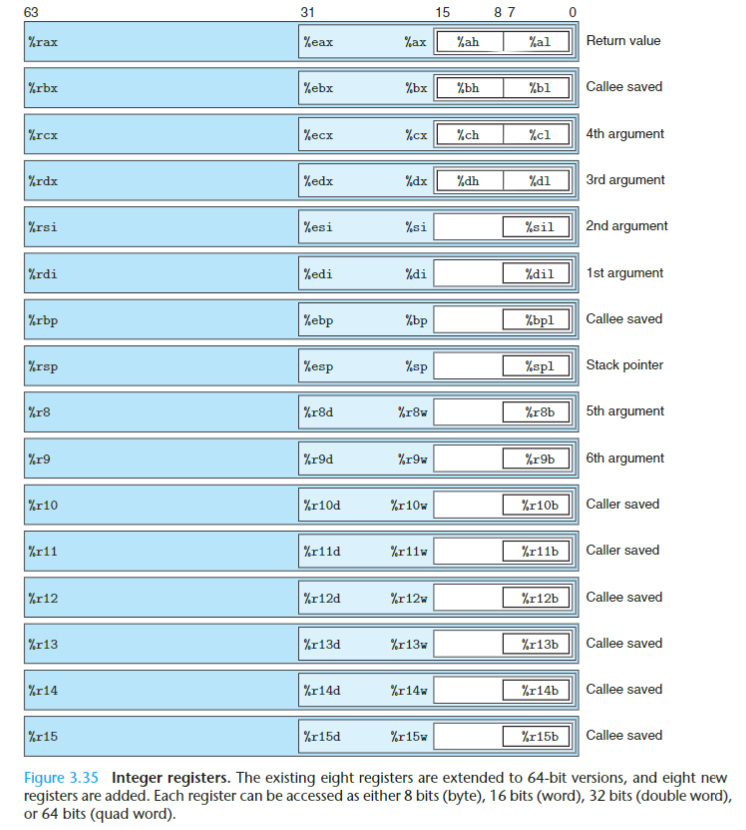 63 31 15 8 7 0
%rax %eax %ax %ah %al Return value
%rbx %ebx %bx %bh %bl Callee saved
%rcx %ecx %cx %ch %cl 4th argument
%rdx %edx %dx %dh %dl 3rd argument
%rsi %esi %si %sil 2nd argument
%rdi %edi %di %dil 1st argument
%rbp %ebp %bp %bpl Callee saved
%rsp %esp %sp %spl Stack pointer
%r8 %r8d %r8w %r8b 5th argument
%r9 %r9d %r9w %r9b 6th argument
%r10 %r10d %r10w %r10b Caller saved
%r11 %r11d %r11w %r11b Caller saved
%r12 %r12d %r12w %r12b Callee saved
%r13 %r13d %r13w %r13b Callee saved
%r14 %r14d %r14w %r14b Callee saved
%r15 %r15d %r15w %r15b Callee saved
Figure 3.35 Integer registers. The existing eight registers are extended to 64-bit versions, and eight new
registers are added. Each register can be accessed as either 8 bits (byte), 16 bits (word), 32 bits (double word),
or 64 bits (quad word).